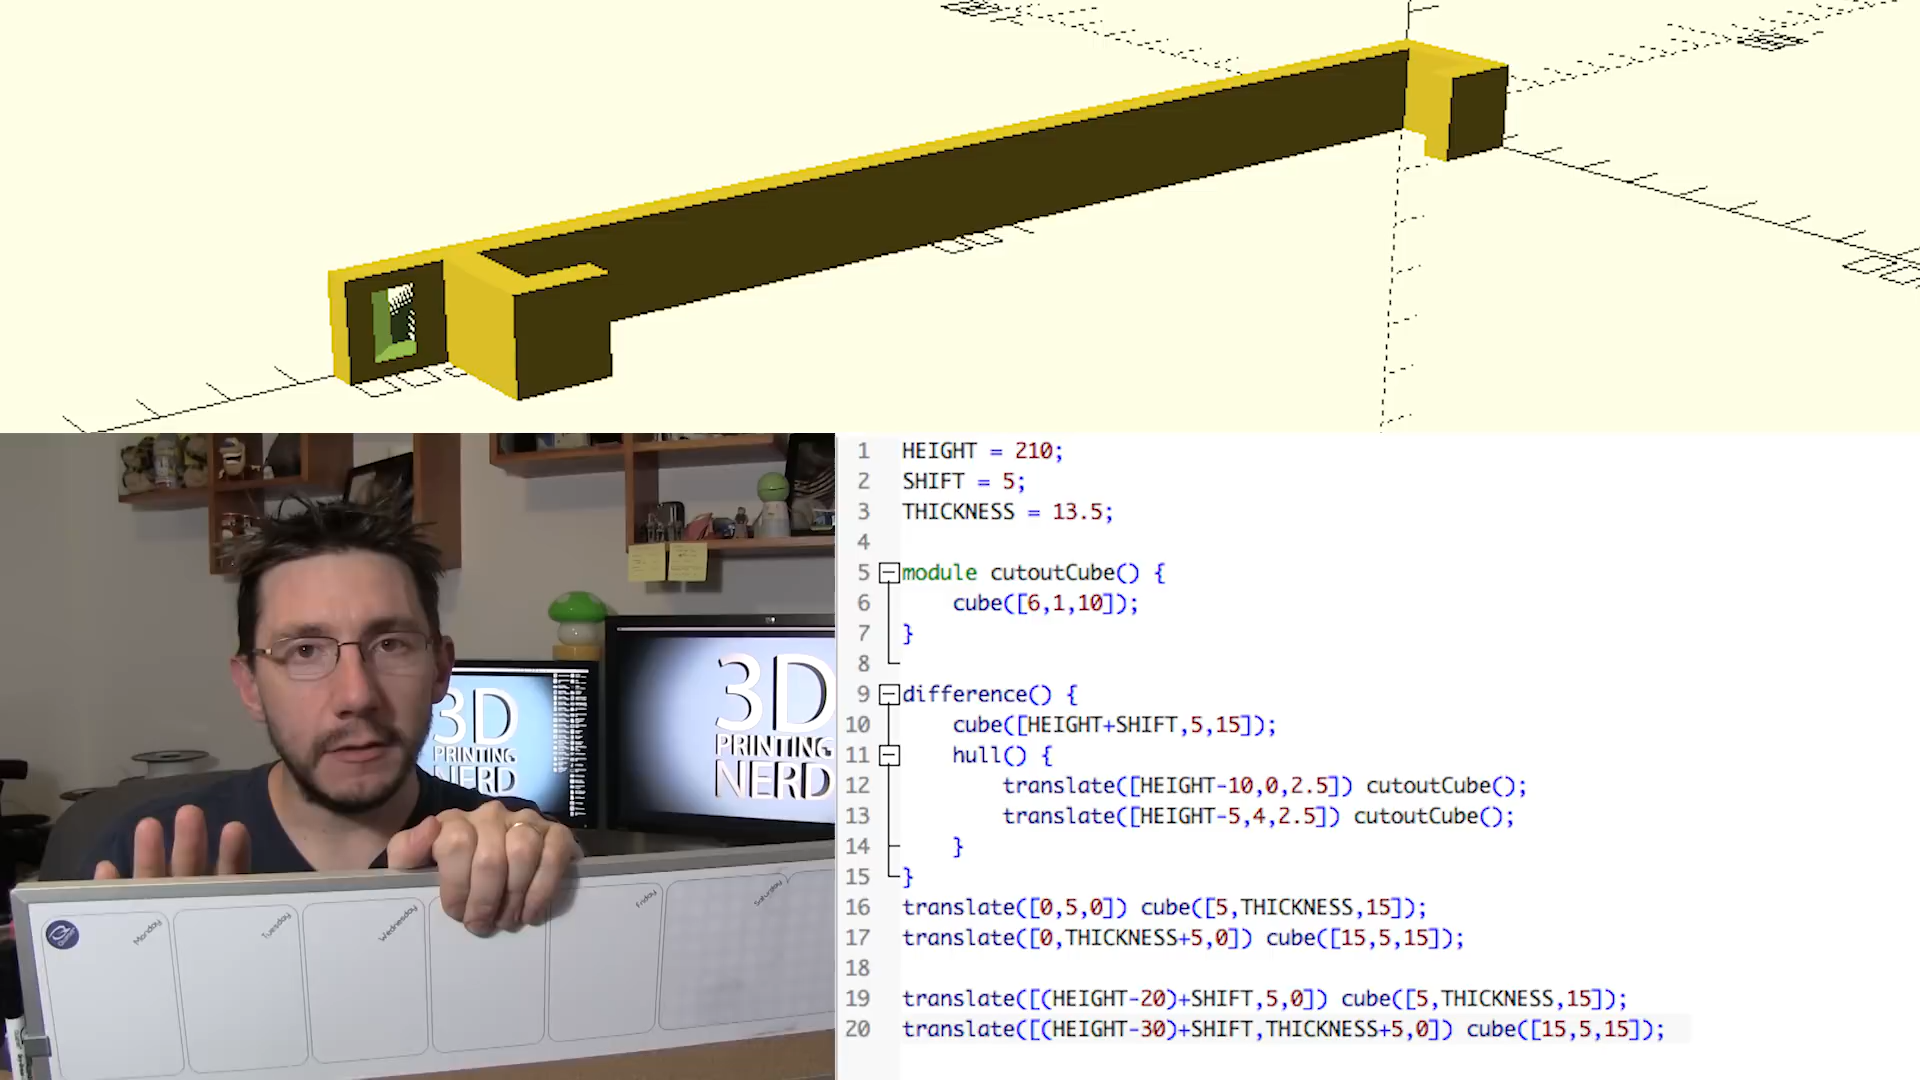 3D
PRINTING
NERD
3D
PRINTING
NERD
Monday
Tuesday
Wednesday
Friday
Saturday
1 HEIGHT = 210;
2 SHIFT = 5;
3 THICKNESS = 13.5;
4
5 module cutoutCube() {
6 cube([6,1,10]);
7 }
8
9 difference() {
10 cube([HEIGHT+SHIFT,5,15]);
11 hull() {
12 translate([HEIGHT-10,0,2.5]) cutoutCube();
13 translate([HEIGHT-5,4,2.5]) cutoutCube();
14 }
15 }
16 translate([0,5,0]) cube([5,THICKNESS,15]);
17 translate([0,THICKNESS+5,0]) cube([15,5,15]);
18
19 translate([(HEIGHT-20)+SHIFT,5,0]) cube([5,THICKNESS,15]);
20 translate([(HEIGHT-30)+SHIFT,THICKNESS+5,0]) cube([15,5,15]);